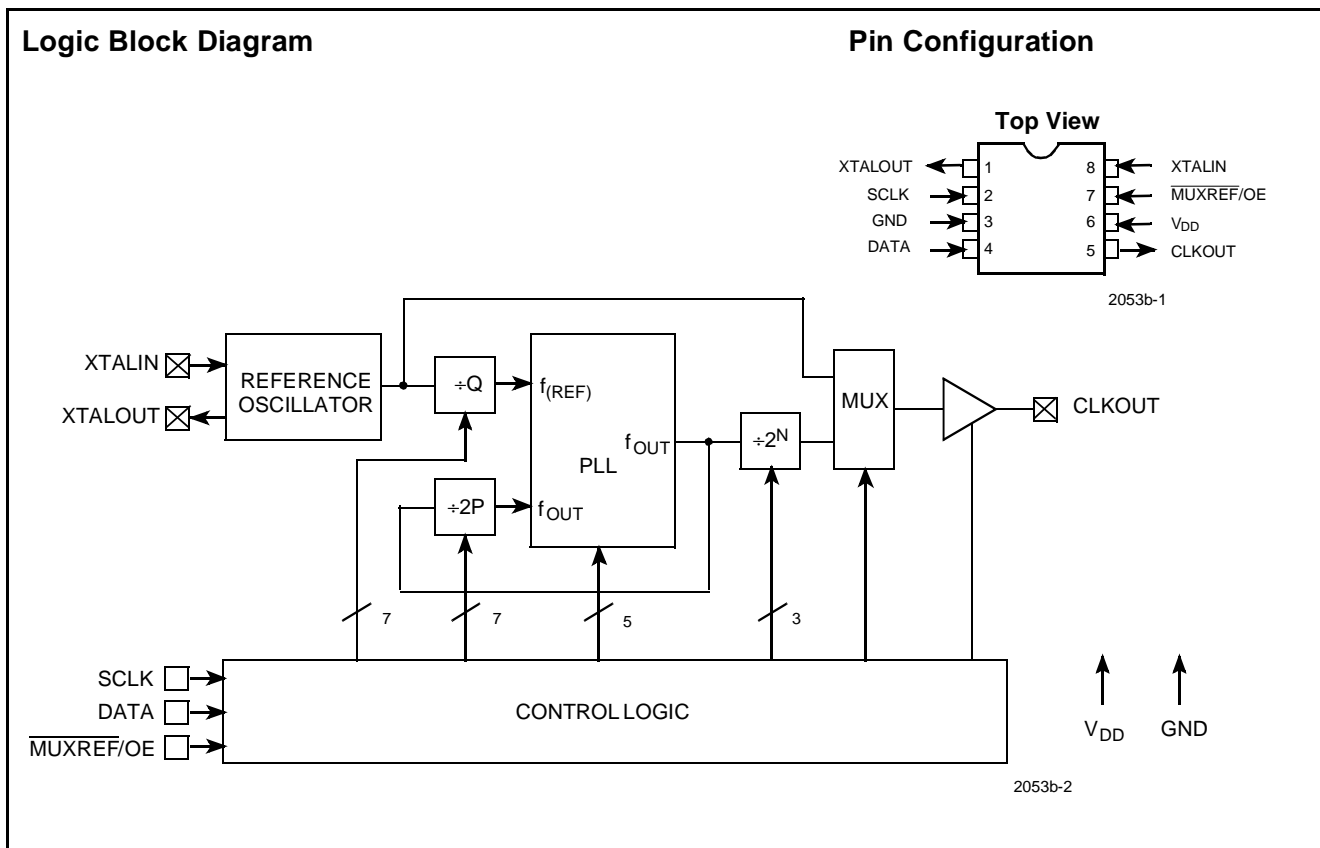 Logic Block Diagram
Pin Configuration
Top View
XTALOUT 1 8 XTALIN
SCLK 2 7 MUXREF/OE
GND 3 6 VDD
DATA 4 5 CLKOUT
2053b-1
XTALIN
XTALOUT
REFERENCE
OSCILLATOR
÷Q
f(REF)
fOUT
PLL
÷2P
fOUT
÷2N
MUX
CLKOUT
7
7
5
3
SCLK
DATA
MUXREF/OE
CONTROL LOGIC
VDD
GND
2053b-2